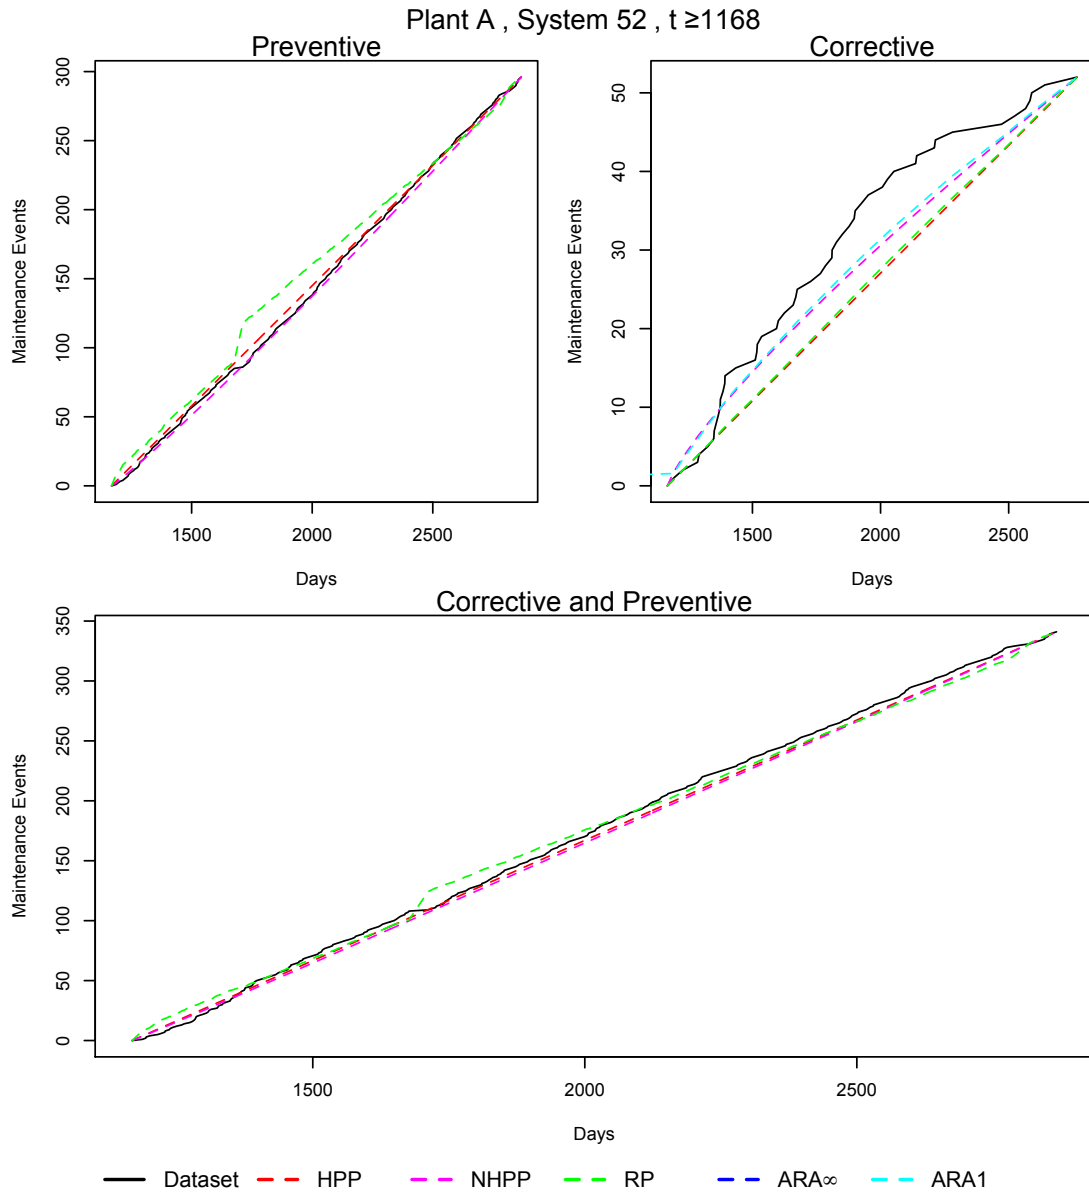 Plant A , System 52 , t ≥1168
Preventive
Corrective
Maintenance Events
0 50 100 150 200 250 300
1500 2000 2500
Days
Maintenance Events
0 10 20 30 40 50
1500 2000 2500
Days
Corrective and Preventive
Maintenance Events
0 50 100 150 200 250 300 350
1500 2000 2500
Days
Dataset HPP NHPP RP ARA∞ ARA1